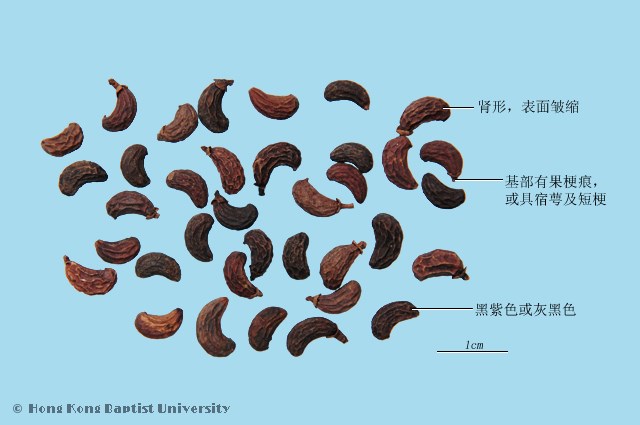 肾形，表面皱缩
基部有果梗痕，
或具宿萼及短梗
黑紫色或灰黑色
1cm
© Hong Kong Baptist University